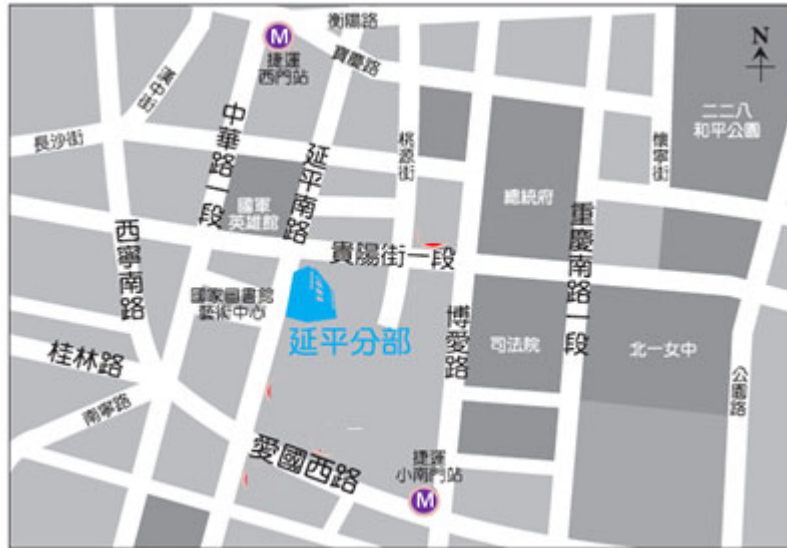 衡陽路
N
M
捷運
西門站
寶慶路
漢中街
長沙街
中華路一段
延平南路
桃源街
懷寧街
二二八
和平公園
總統府
國軍
英雄館
西寧南路
貴陽街一段
重慶南路一段
國家圖書館
藝術中心
延平分部
博愛路
司法院
北一女中
桂林路
南寧路
公園路
愛國西路
捷運
小南門站
M